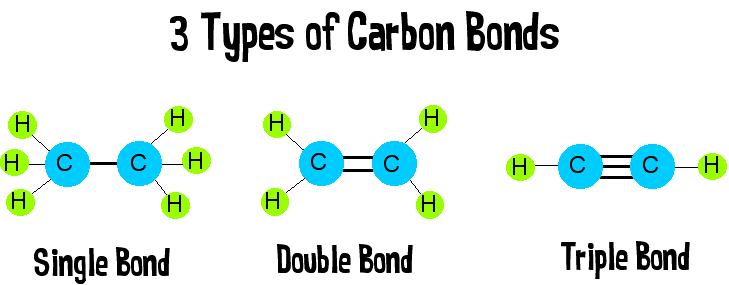 3 Types of Carbon Bonds
H H H H
C C C C H C C H
H H
H H H H
Single Bond Double Bond Triple Bond